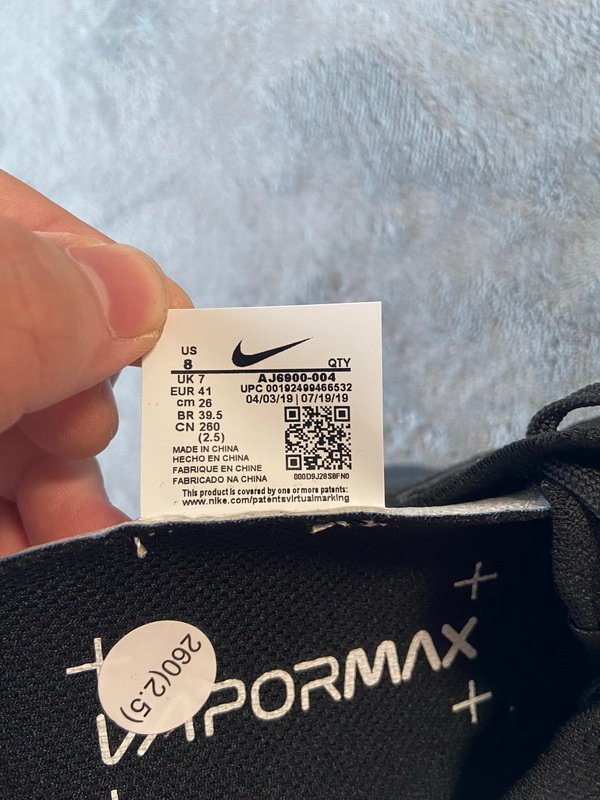 US
8
QTY
UK 7
AJ6900-004
EUR 41
UPC 00192499466532
cm 26
04/03/19 | 07/19/19
BR 39.5
CN 260
(2.5)
MADE IN CHINA
HECHO EN CHINA
FABRIQUE EN CHINE
FABRICADO NA CHINA
000D9J28S8FN0
This product is covered by one or more patents:
www.nike.com/patentsvirtualmarking
260(2.5)
VAPORMAX